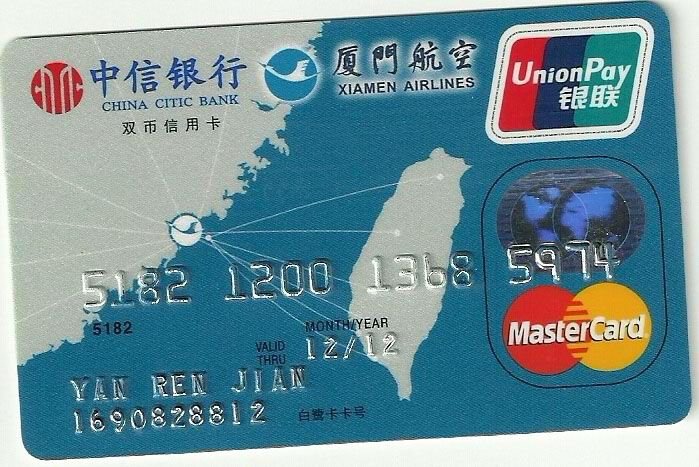 中信银行
CHINA CITIC BANK
双币信用卡
厦門航空
XIAMEN AIRLINES
UnionPay
银联
5182 1200 1368 5974
5182
MONTH/YEAR
VALID THRU 12/12
MasterCard
YAN REN JIAN
1690828812 白鹭卡卡号